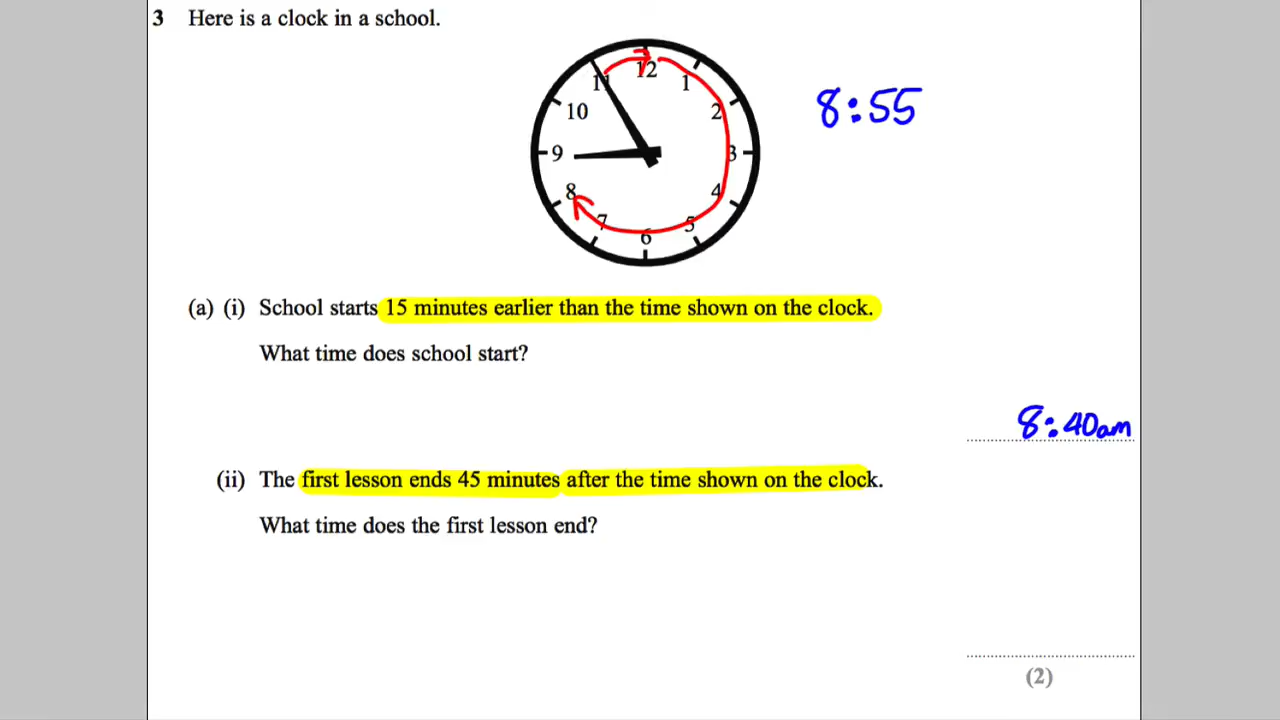 3 Here is a clock in a school.
11 12 1
10 2
9 3
8 4
7 6 5
8:55
(a) (i) School starts 15 minutes earlier than the time shown on the clock.
What time does school start?
8:40am
(ii) The first lesson ends 45 minutes after the time shown on the clock.
What time does the first lesson end?
(2)